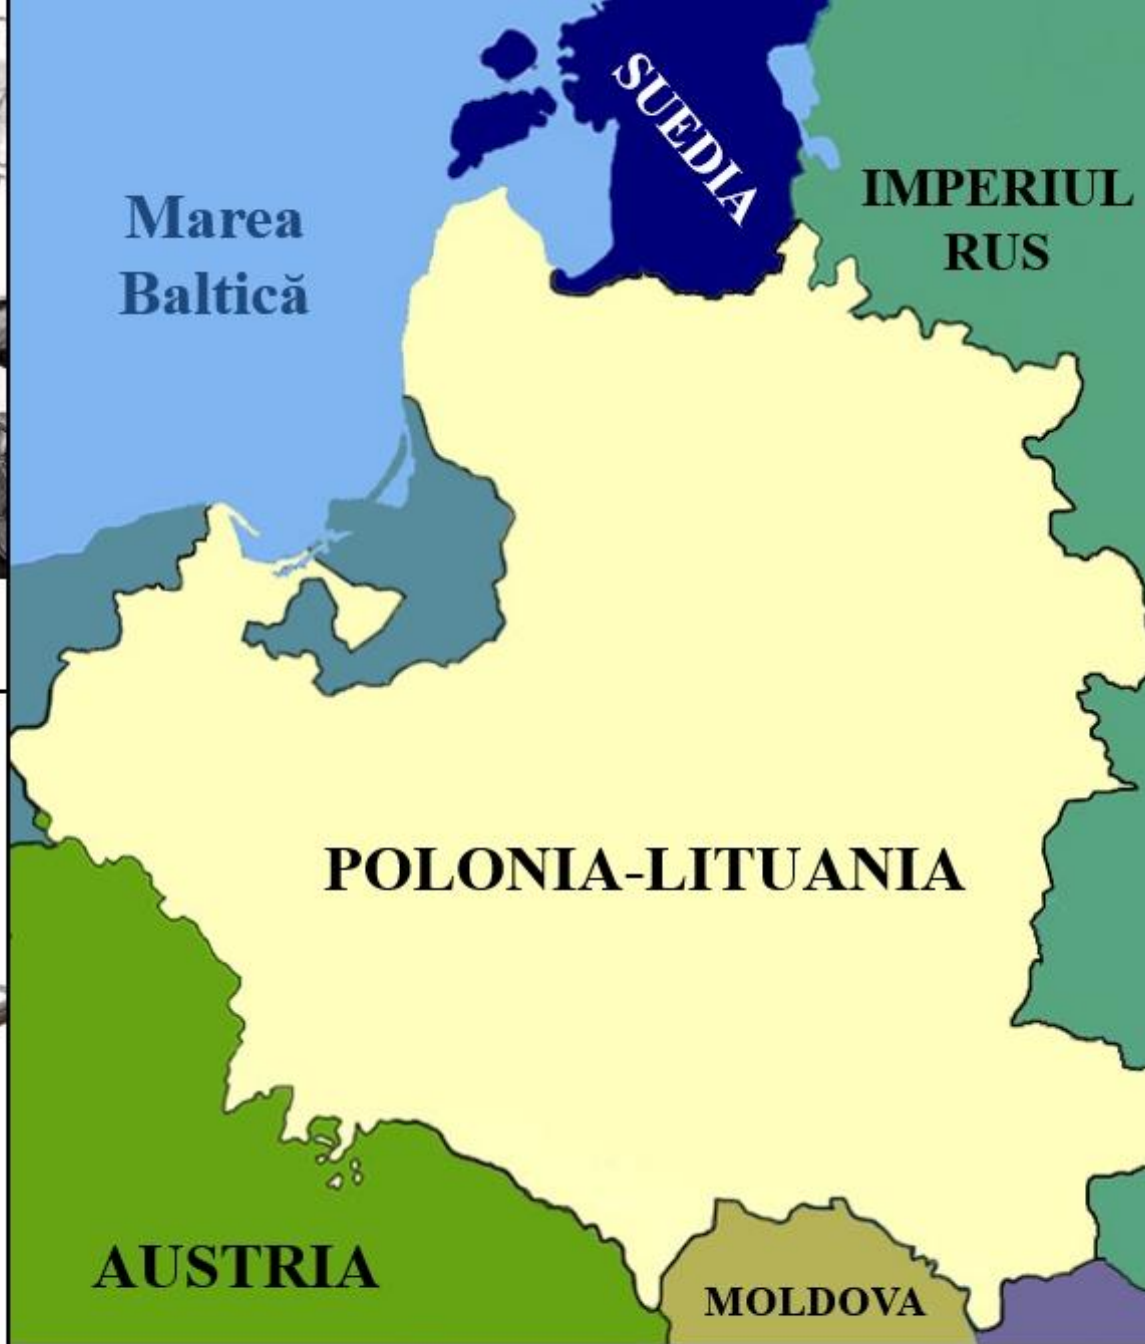 SUEDIA
Marea
Baltică
IMPERIUL
RUS
POLONIA-LITUANIA
AUSTRIA
MOLDOVA